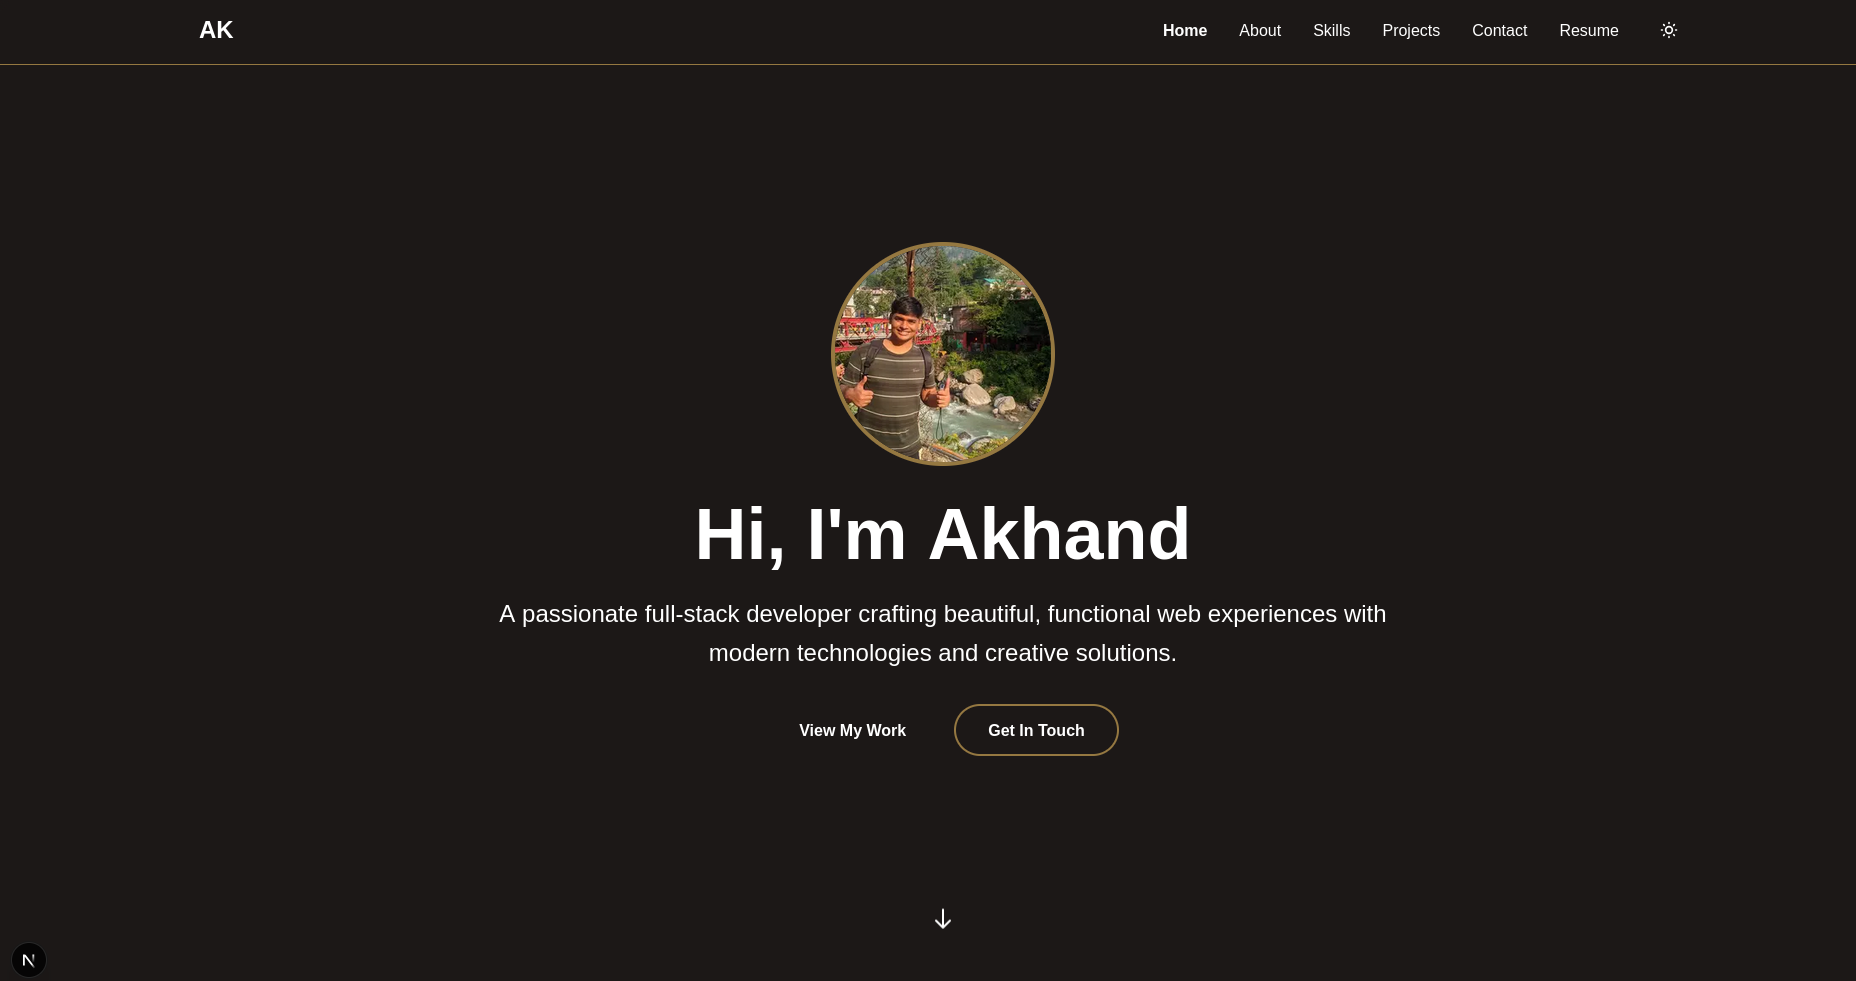 AK
Home About Skills Projects Contact Resume
Hi, I'm Akhand
A passionate full-stack developer crafting beautiful, functional web experiences with
modern technologies and creative solutions.
View My Work Get In Touch
N